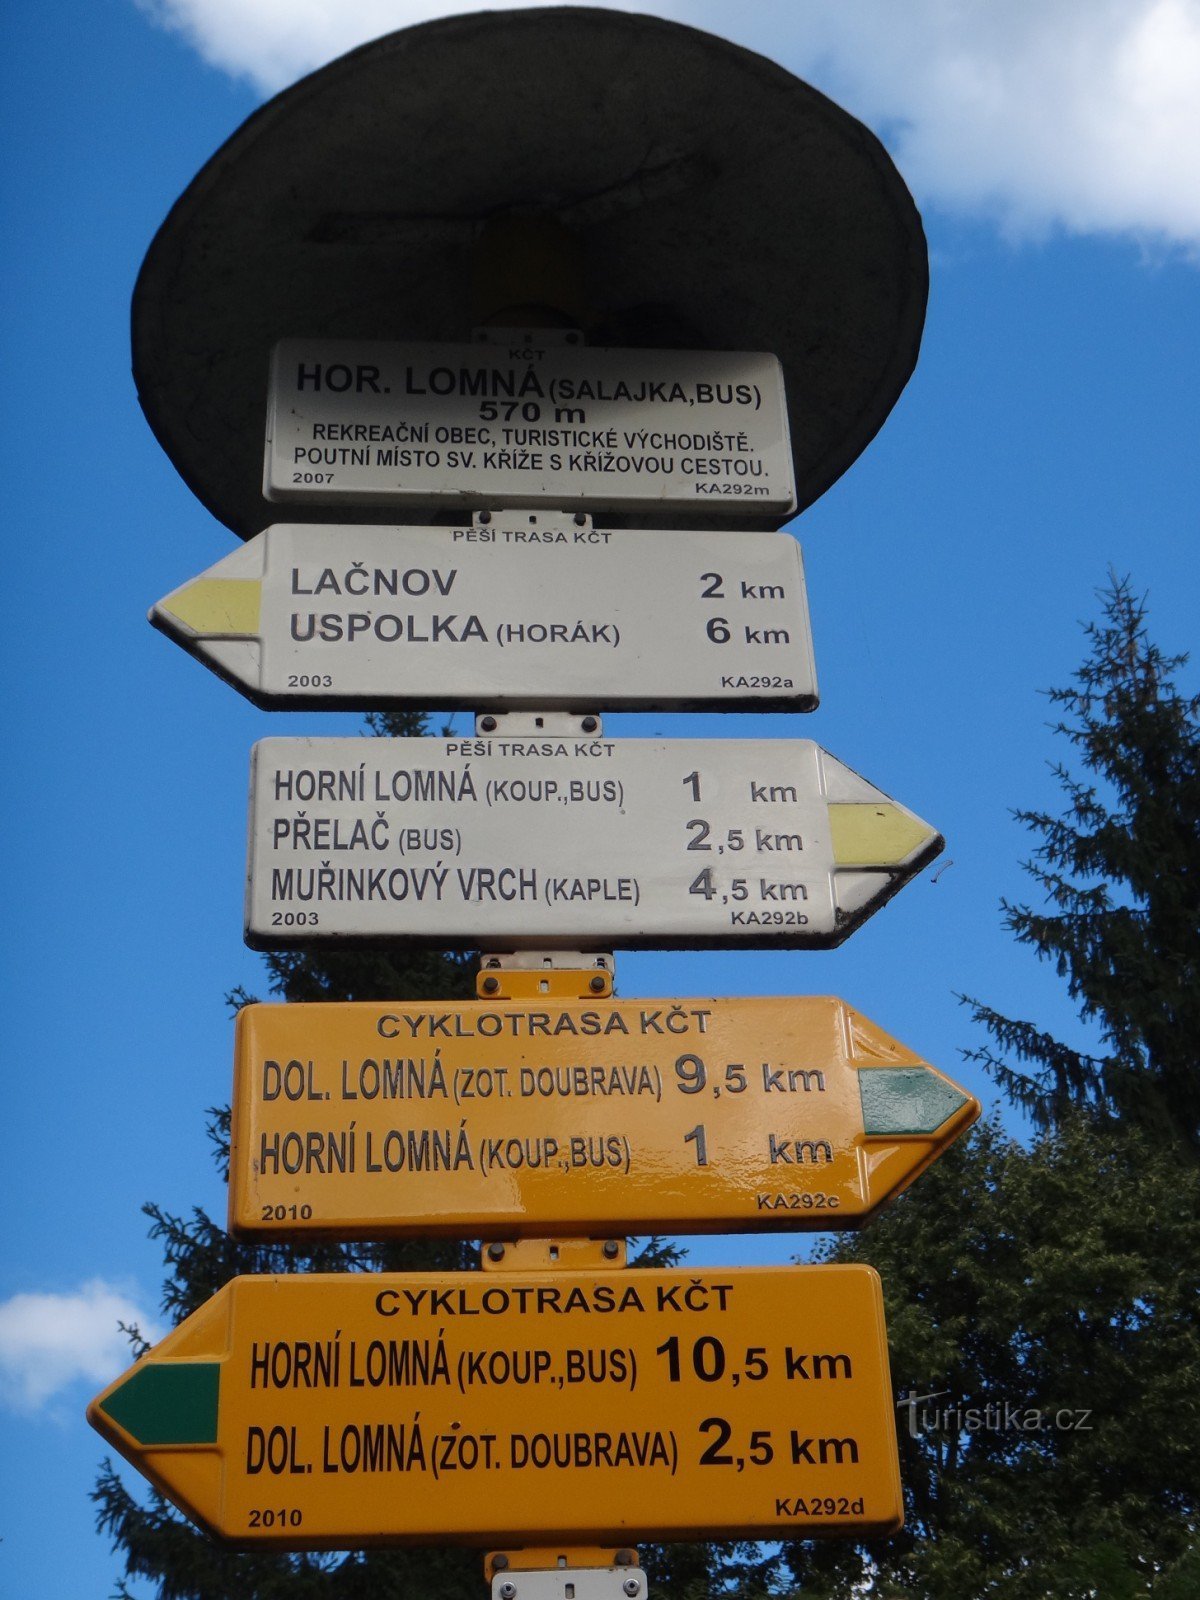 KČT
HOR. LOMNÁ (SALAJKA,BUS)
570 m
REKREAČNÍ OBEC, TURISTICKÉ VÝCHODIŠTĚ.
POUTNÍ MÍSTO SV. KŘÍŽE S KŘÍŽOVOU CESTOU.
2007 KA292m
PĚŠÍ TRASA KČT
LAČNOV 2 km
USPOLKA (HORÁK) 6 km
2003 KA292a
PĚŠÍ TRASA KČT
HORNÍ LOMNÁ (KOUP.,BUS) 1 km
PŘELAČ (BUS) 2,5 km
MUŘINKOVÝ VRCH (KAPLE) 4,5 km
2003 KA292b
CYKLOTRASA KČT
DOL. LOMNÁ (ZOT. DOUBRAVA) 9,5 km
HORNÍ LOMNÁ (KOUP.,BUS) 1 km
2010 KA292c
CYKLOTRASA KČT
HORNÍ LOMNÁ (KOUP.,BUS) 10,5 km
DOL. LOMNÁ (ZOT. DOUBRAVA) 2,5 km
2010 KA292d
Turistika.cz